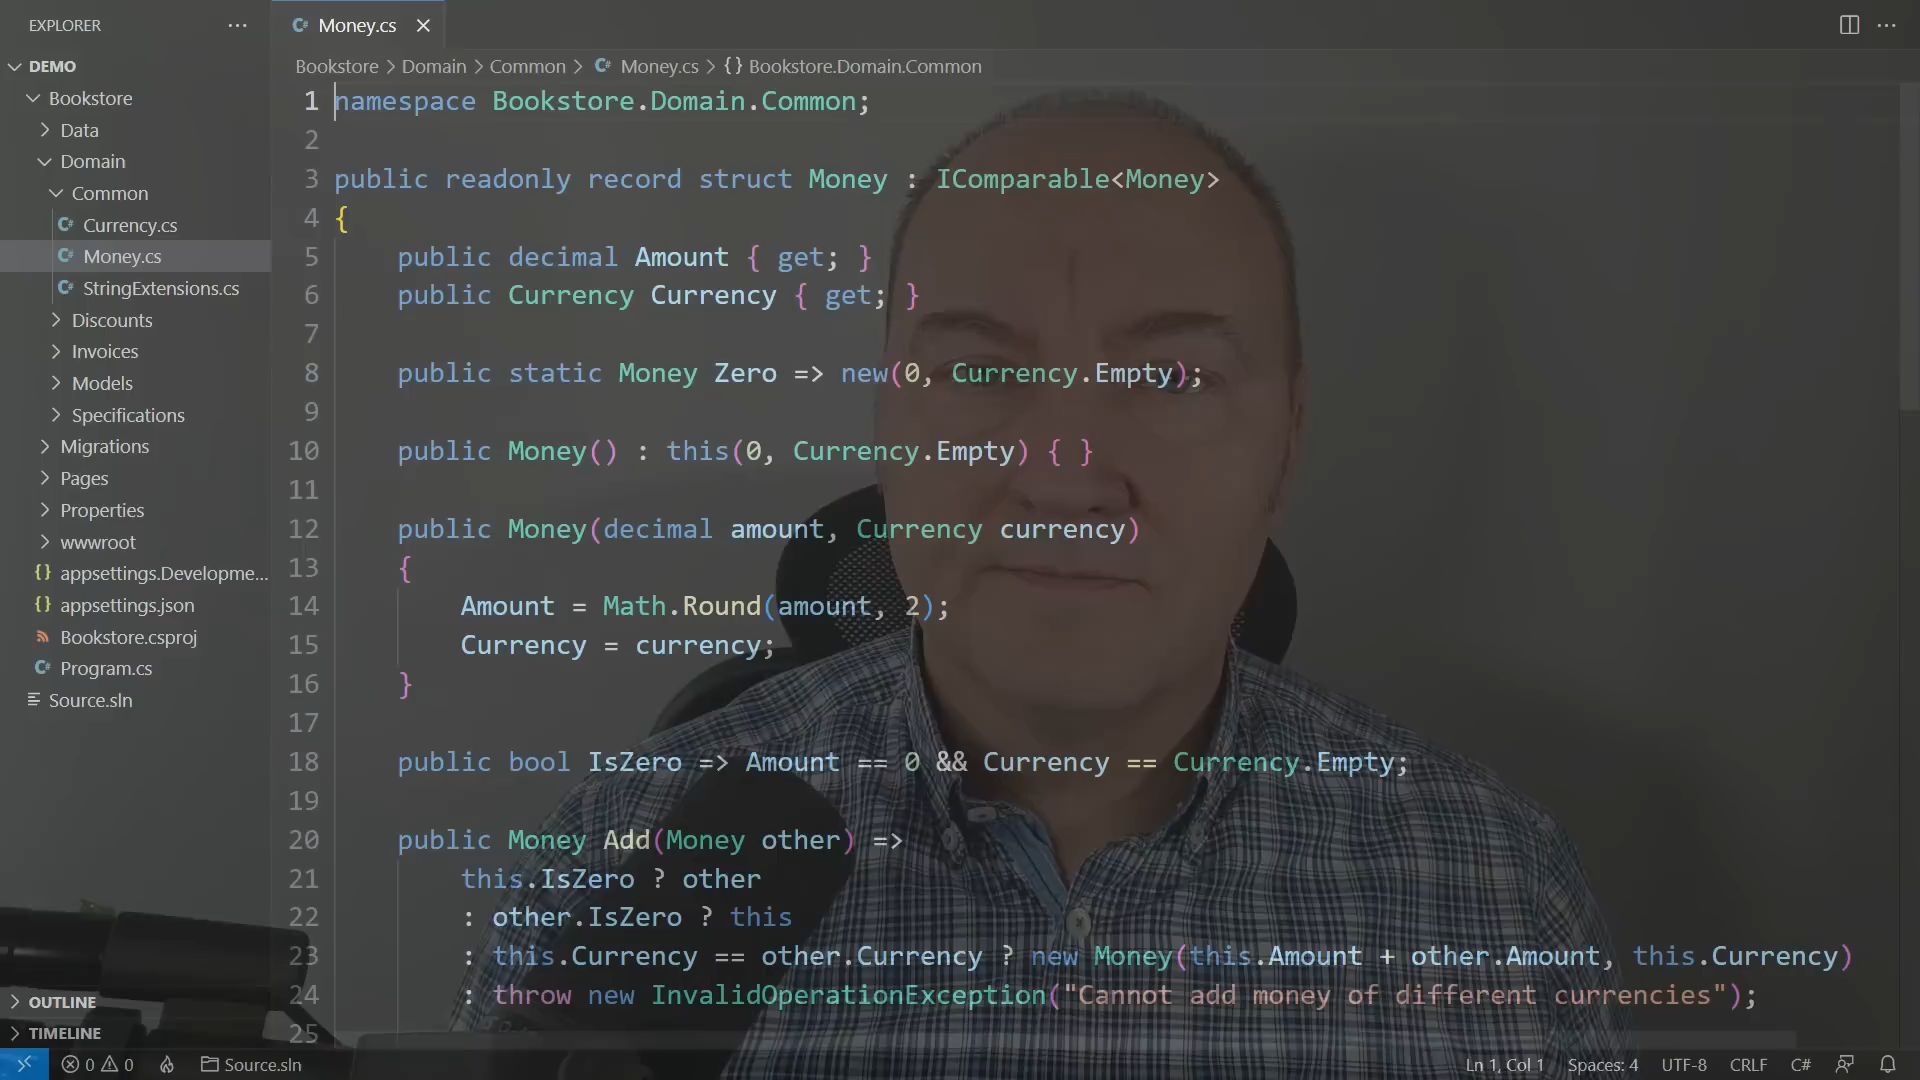 EXPLORER
DEMO
Bookstore
Data
Domain
Common
Currency.cs
Money.cs
StringExtensions.cs
Discounts
Invoices
Models
Specifications
Migrations
Pages
Properties
wwwroot
appsettings.Developme...
appsettings.json
Bookstore.csproj
Program.cs
Source.sln
OUTLINE
TIMELINE
Money.cs
Bookstore > Domain > Common > Money.cs > {} Bookstore.Domain.Common
1 namespace Bookstore.Domain.Common;
2
3 public readonly record struct Money : IComparable<Money>
4 {
5 public decimal Amount { get; }
6 public Currency Currency { get; }
7
8 public static Money Zero => new(0, Currency.Empty);
9
10 public Money() : this(0, Currency.Empty) { }
11
12 public Money(decimal amount, Currency currency)
13 {
14 Amount = Math.Round(amount, 2);
15 Currency = currency;
16 }
17
18 public bool IsZero => Amount == 0 && Currency == Currency.Empty;
19
20 public Money Add(Money other) =>
21 this.IsZero ? other
22 : other.IsZero ? this
23 : this.Currency == other.Currency ? new Money(this.Amount + other.Amount, this.Currency)
24 : throw new InvalidOperationException("Cannot add money of different currencies");
25
0 0 Source.sln Ln 1, Col 1 Spaces: 4 UTF-8 CRLF C#